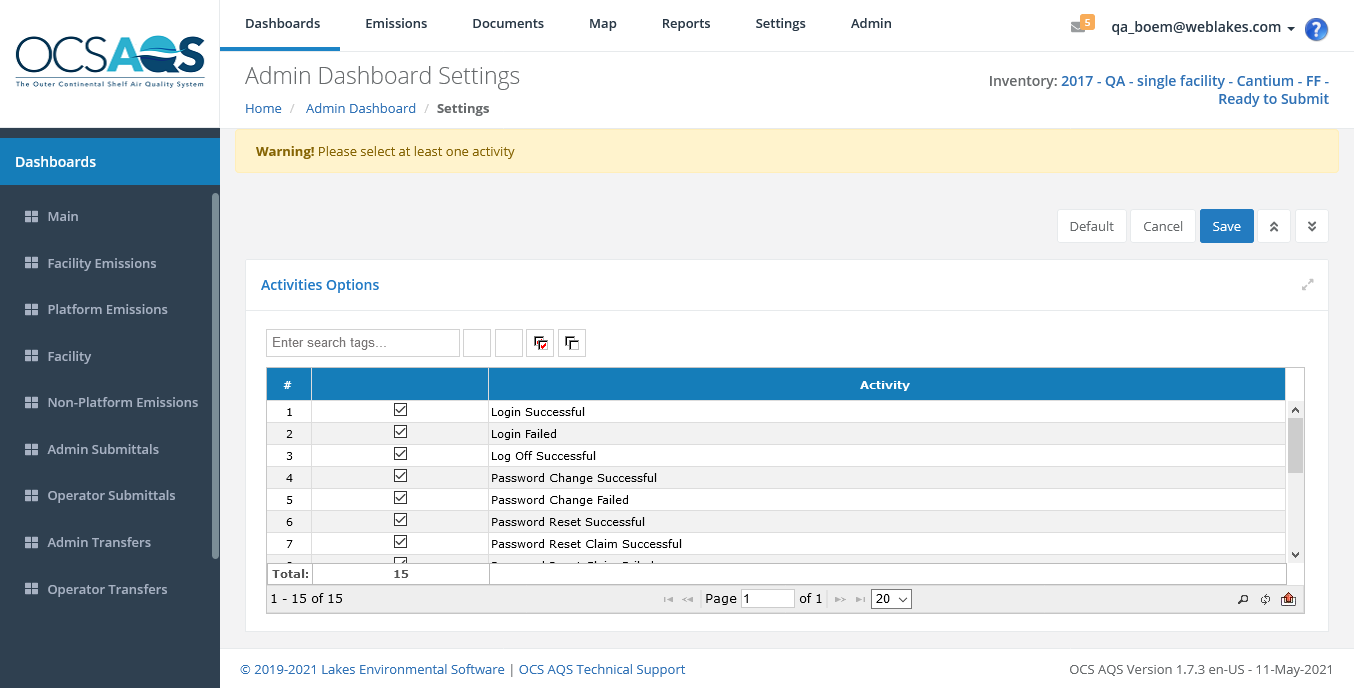 OCSAQS
The Outer Continental Shelf Air Quality System
Dashboards Emissions Documents Map Reports Settings Admin
5
qa_boem@weblakes.com
?
Admin Dashboard Settings
Home / Admin Dashboard / Settings
Inventory: 2017 - QA - single facility - Cantium - FF -
Ready to Submit
Warning! Please select at least one activity
Dashboards
Main
Facility Emissions
Platform Emissions
Facility
Non-Platform Emissions
Admin Submittals
Operator Submittals
Admin Transfers
Operator Transfers
Default Cancel Save
Activities Options
Enter search tags...
# Activity
1 Login Successful
2 Login Failed
3 Log Off Successful
4 Password Change Successful
5 Password Change Failed
6 Password Reset Successful
7 Password Reset Claim Successful
Total: 15
1 - 15 of 15
Page 1 of 1
20
© 2019-2021 Lakes Environmental Software | OCS AQS Technical Support
OCS AQS Version 1.7.3 en-US - 11-May-2021